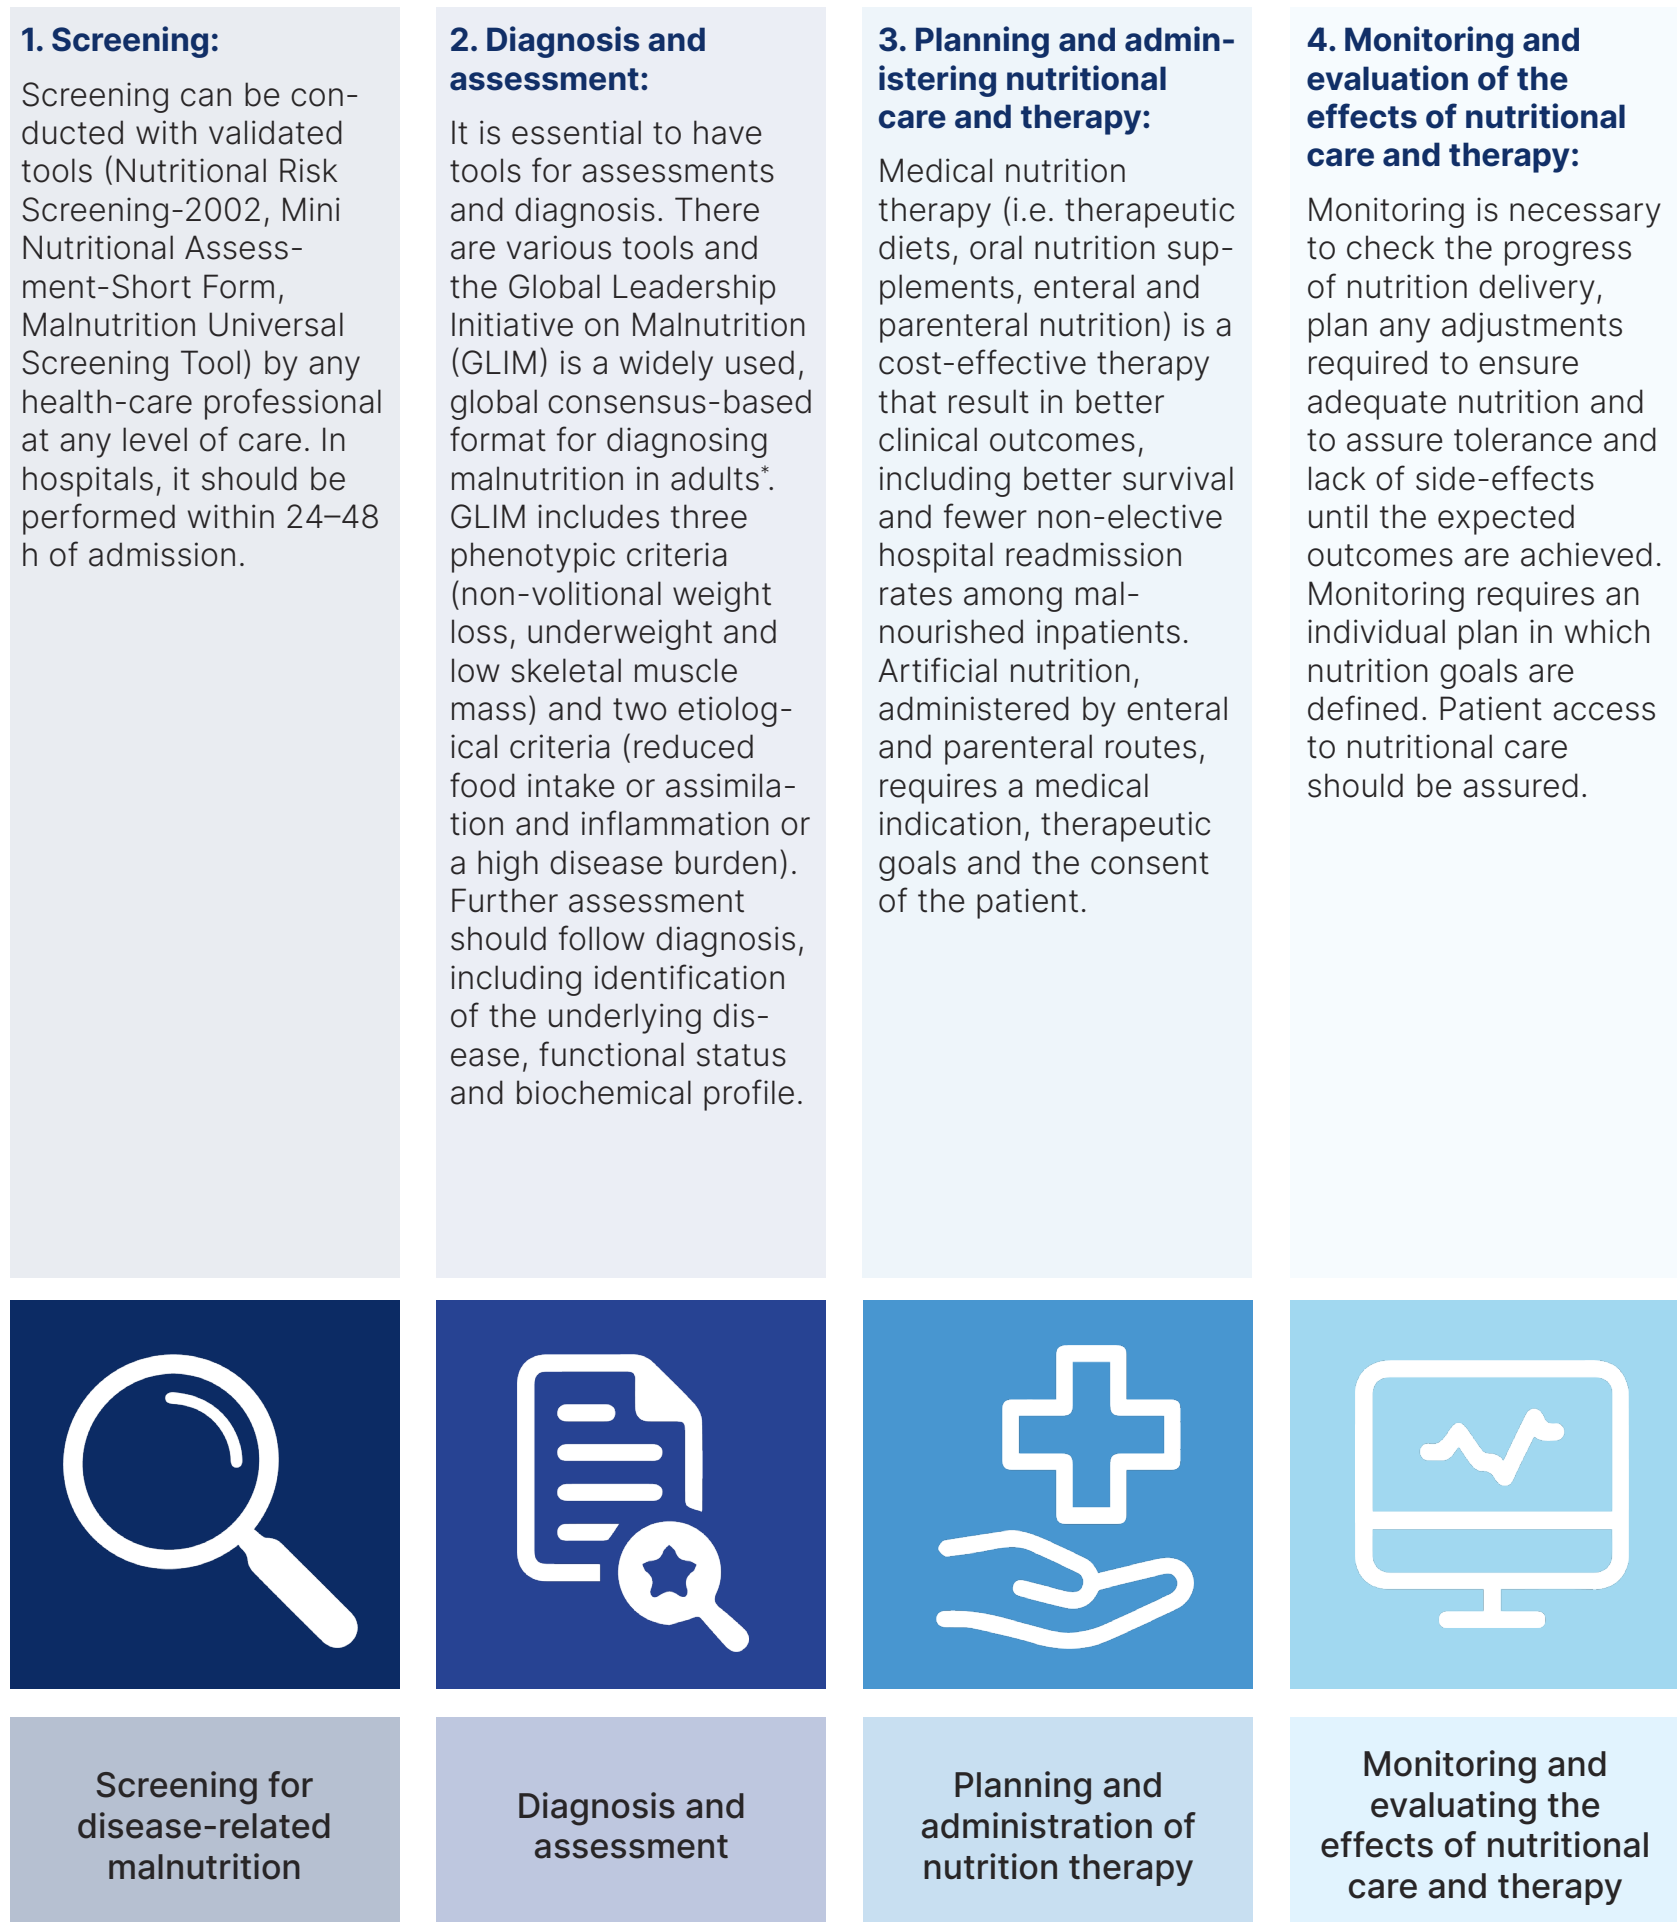 1. Screening:
Screening can be con-
ducted with validated
tools (Nutritional Risk
Screening-2002, Mini
Nutritional Assess-
ment-Short Form,
Malnutrition Universal
Screening Tool) by any
health-care professional
at any level of care. In
hospitals, it should be
performed within 24–48
h of admission.
2. Diagnosis and
assessment:
It is essential to have
tools for assessments
and diagnosis. There
are various tools and
the Global Leadership
Initiative on Malnutrition
(GLIM) is a widely used,
global consensus-based
format for diagnosing
malnutrition in adults*.
GLIM includes three
phenotypic criteria
(non-volitional weight
loss, underweight and
low skeletal muscle
mass) and two etiolog-
ical criteria (reduced
food intake or assimila-
tion and inflammation or
a high disease burden).
Further assessment
should follow diagnosis,
including identification
of the underlying dis-
ease, functional status
and biochemical profile.
3. Planning and admin-
istering nutritional
care and therapy:
Medical nutrition
therapy (i.e. therapeutic
diets, oral nutrition sup-
plements, enteral and
parenteral nutrition) is a
cost-effective therapy
that result in better
clinical outcomes,
including better survival
and fewer non-elective
hospital readmission
rates among mal-
nourished inpatients.
Artificial nutrition,
administered by enteral
and parenteral routes,
requires a medical
indication, therapeutic
goals and the consent
of the patient.
4. Monitoring and
evaluation of the
effects of nutritional
care and therapy:
Monitoring is necessary
to check the progress
of nutrition delivery,
plan any adjustments
required to ensure
adequate nutrition and
to assure tolerance and
lack of side-effects
until the expected
outcomes are achieved.
Monitoring requires an
individual plan in which
nutrition goals are
defined. Patient access
to nutritional care
should be assured.
Screening for
disease-related
malnutrition
Diagnosis and
assessment
Planning and
administration of
nutrition therapy
Monitoring and
evaluating the
effects of nutritional
care and therapy